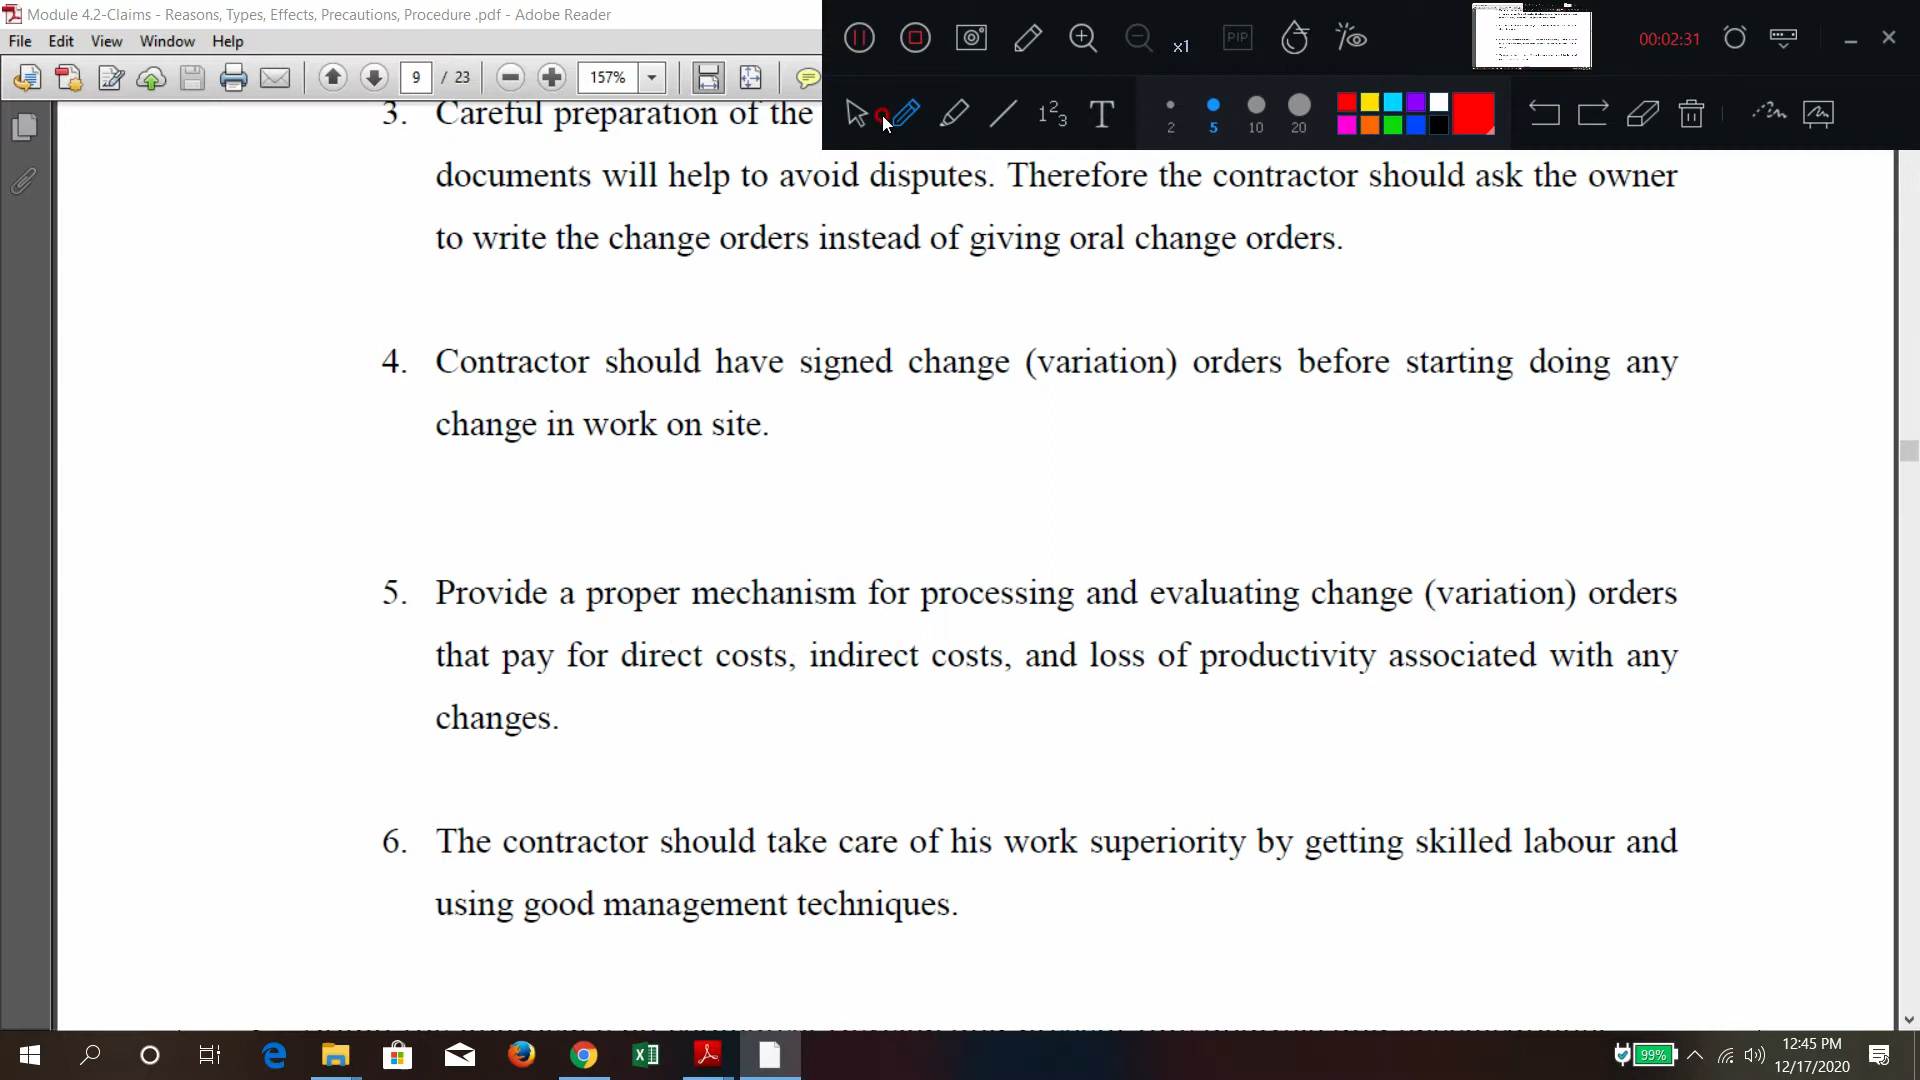 Module 4.2-Claims - Reasons, Types, Effects, Precautions, Procedure .pdf - Adobe Reader
File Edit View Window Help
9 / 23 157%
x1 PIP 00:02:31
1 2 3 T 2 5 10 20
3. Careful preparation of the
documents will help to avoid disputes. Therefore the contractor should ask the owner
to write the change orders instead of giving oral change orders.
4. Contractor should have signed change (variation) orders before starting doing any
change in work on site.
5. Provide a proper mechanism for processing and evaluating change (variation) orders
that pay for direct costs, indirect costs, and loss of productivity associated with any
changes.
6. The contractor should take care of his work superiority by getting skilled labour and
using good management techniques.
99% 12:45 PM
12/17/2020